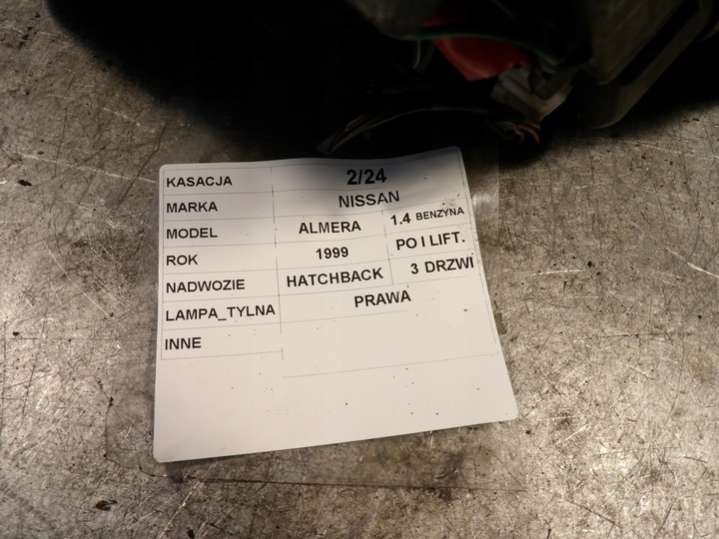 KASACJA 2/24
MARKA NISSAN
MODEL ALMERA 1.4 BENZYNA
ROK 1999 PO I LIFT.
NADWOZIE HATCHBACK 3 DRZWI
LAMPA_TYLNA PRAWA
INNE